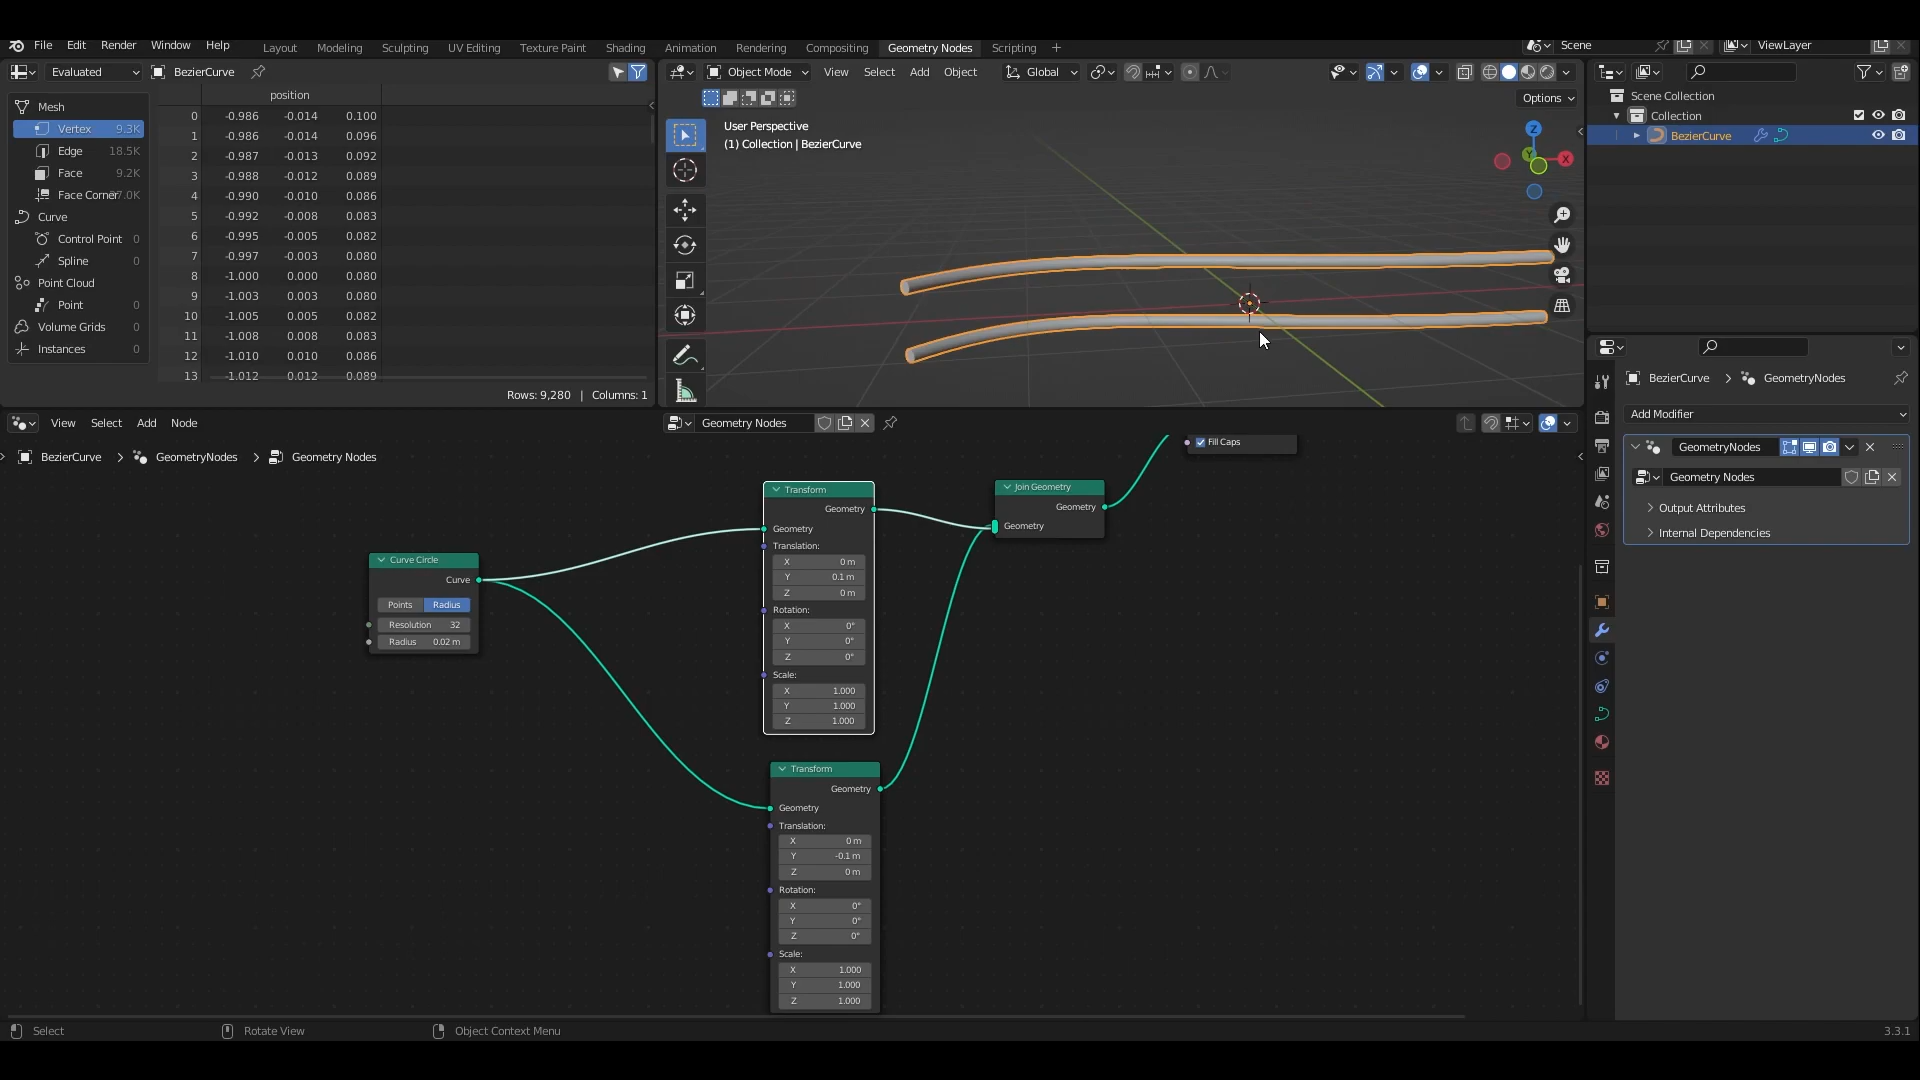 File Edit Render Window Help
Layout Modeling Sculpting UV Editing Texture Paint Shading Animation Rendering Compositing Geometry Nodes Scripting +
Scene
ViewLayer
Evaluated
BezierCurve
Object Mode View Select Add Object
Global
Options
position
Mesh
Vertex 9.3K
Edge 18.5K
Face 9.2K
Face Corner 7.0K
Curve
Control Point 0
Spline 0
Point Cloud
Point 0
Volume Grids 0
Instances 0
0 -0.986 -0.014 0.100
1 -0.986 -0.014 0.096
2 -0.987 -0.013 0.092
3 -0.988 -0.012 0.089
4 -0.990 -0.010 0.086
5 -0.992 -0.008 0.083
6 -0.995 -0.005 0.082
7 -0.997 -0.003 0.080
8 -1.000 0.000 0.080
9 -1.003 0.003 0.080
10 -1.005 0.005 0.082
11 -1.008 0.008 0.083
12 -1.010 0.010 0.086
13 -1.012 0.012 0.089
Rows: 9,280 | Columns: 1
User Perspective
(1) Collection | BezierCurve
Z
X
Y
Scene Collection
Collection
BezierCurve
BezierCurve > GeometryNodes
Add Modifier
GeometryNodes
Geometry Nodes
Output Attributes
Internal Dependencies
View Select Add Node
Geometry Nodes
BezierCurve > GeometryNodes > Geometry Nodes
Fill Caps
Curve Circle
Curve
Points Radius
Resolution 32
Radius 0.02 m
Transform
Geometry
Geometry
Translation:
X 0 m
Y 0.1 m
Z 0 m
Rotation:
X 0°
Y 0°
Z 0°
Scale:
X 1.000
Y 1.000
Z 1.000
Join Geometry
Geometry
Geometry
Transform
Geometry
Geometry
Translation:
X 0 m
Y -0.1 m
Z 0 m
Rotation:
X 0°
Y 0°
Z 0°
Scale:
X 1.000
Y 1.000
Z 1.000
Select
Rotate View
Object Context Menu
3.3.1